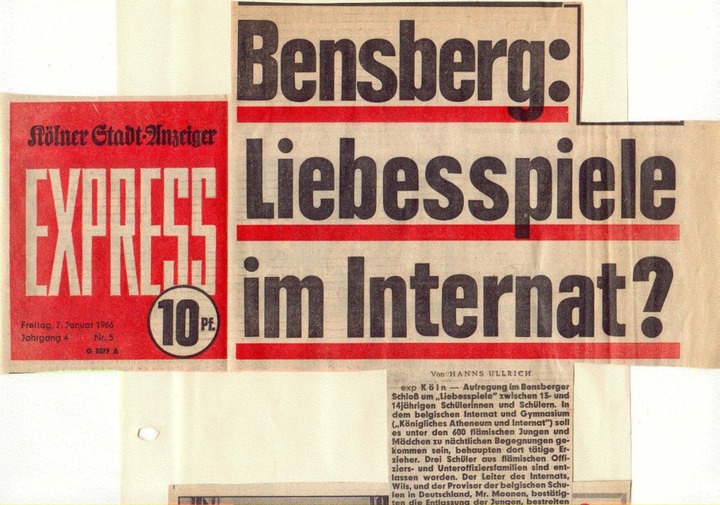 Bensberg:
Liebesspiele
im Internat?
Kölner Stadt-Anzeiger
EXPRESS
Freitag, 7. Januar 1966
Jahrgang 4 Nr. 5
G 3079 A
10 Pf.
Von HANNS ULLRICH
exp Köln — Aufregung im Bensberger
Schloß um „Liebesspiele” zwischen 13- und
14jährigen Schülerinnen und Schülern. In
dem belgischen Internat und Gymnasium
(„Königliches Atheneum und Internat”) soll
es unter den 600 flämischen Jungen und
Mädchen zu nächtlichen Begegnungen ge-
kommen sein, behaupten dort tätige Er-
zieher. Drei Schüler aus flämischen Offi-
ziers- und Unteroffiziersfamilien sind ent-
lassen worden. Der Leiter des Internats,
Wils, und der Provisor der belgischen Schu-
len in Deutschland, Mr. Moonen, bestätig-
ten die Entlassung der Jungen, bestreiten